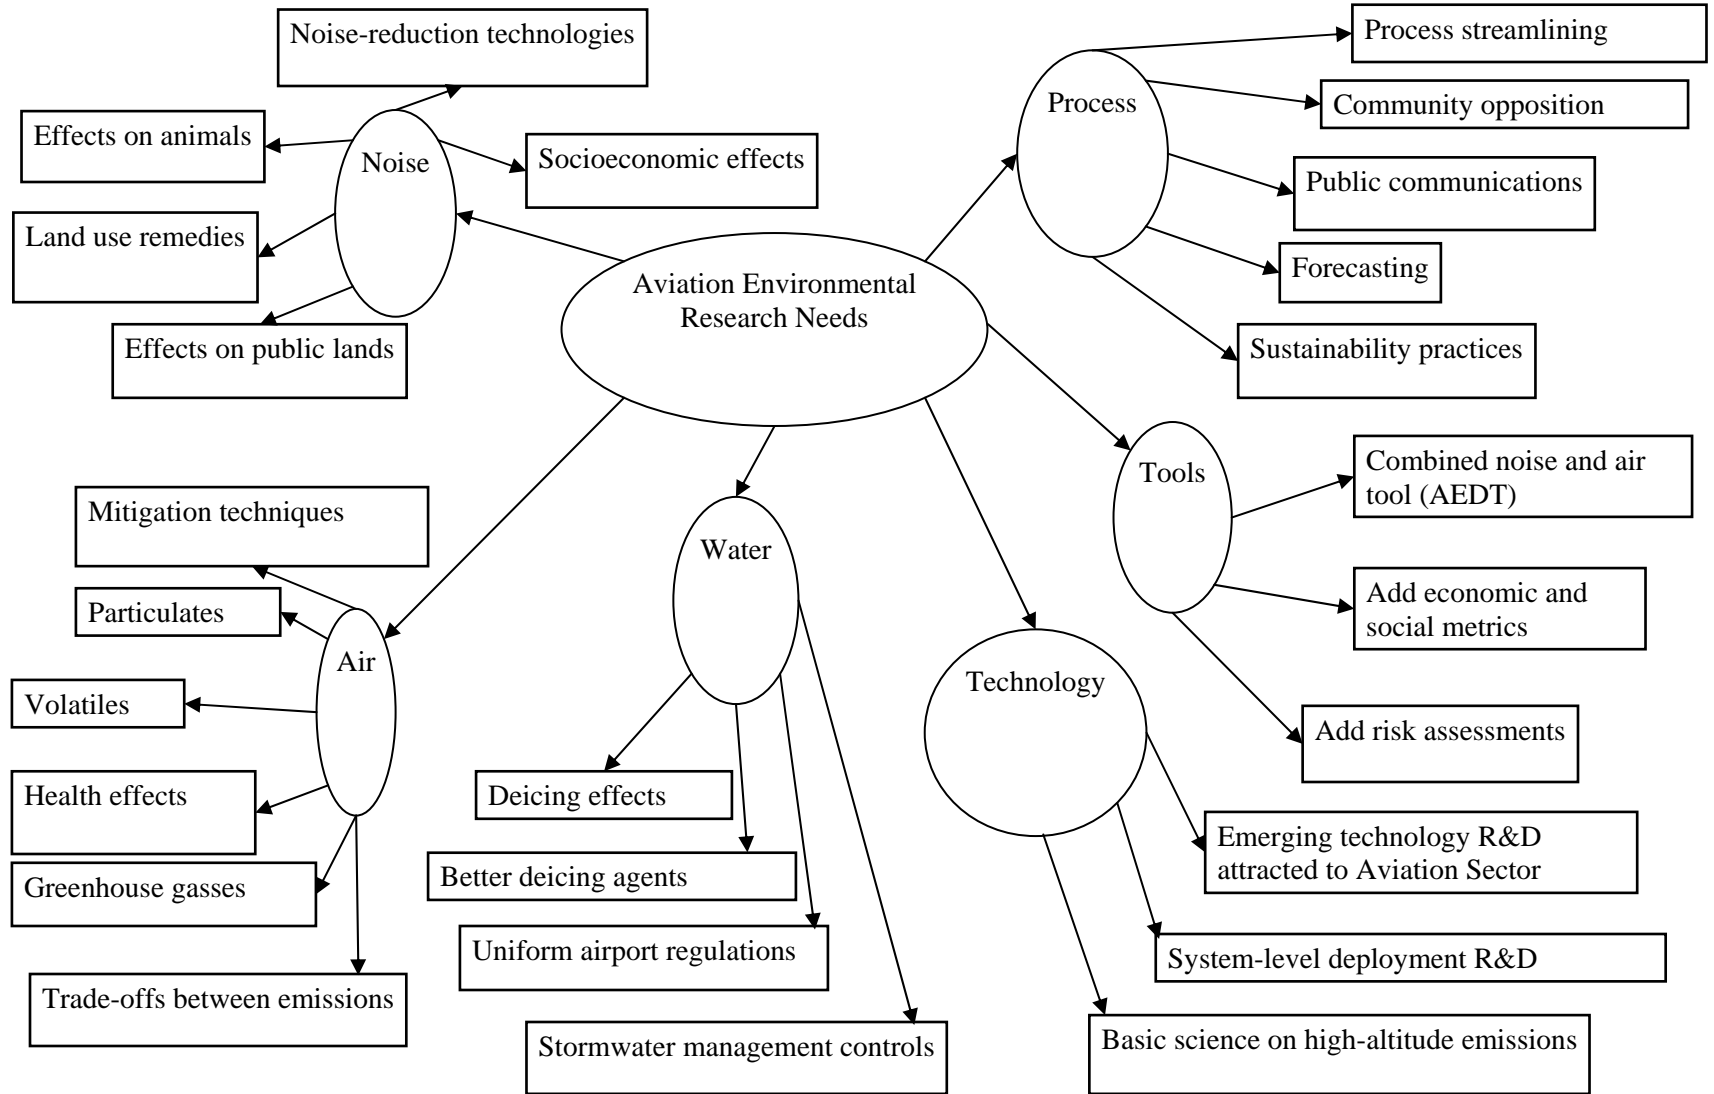 Noise-reduction technologies
Effects on animals
Noise
Socioeconomic effects
Land use remedies
Effects on public lands
Aviation Environmental
Research Needs
Process
Process streamlining
Community opposition
Public communications
Forecasting
Sustainability practices
Tools
Combined noise and air
tool (AEDT)
Add economic and
social metrics
Add risk assessments
Mitigation techniques
Particulates
Air
Volatiles
Health effects
Greenhouse gasses
Trade-offs between emissions
Water
Deicing effects
Better deicing agents
Uniform airport regulations
Stormwater management controls
Technology
Emerging technology R&D
attracted to Aviation Sector
System-level deployment R&D
Basic science on high-altitude emissions